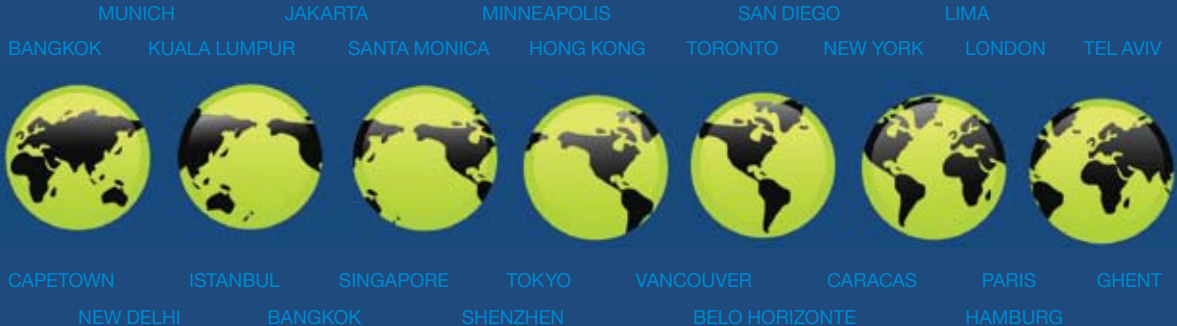 MUNICH JAKARTA MINNEAPOLIS SAN DIEGO LIMA
BANGKOK KUALA LUMPUR SANTA MONICA HONG KONG TORONTO NEW YORK LONDON TEL AVIV
CAPETOWN ISTANBUL SINGAPORE TOKYO VANCOUVER CARACAS PARIS GHENT
NEW DELHI BANGKOK SHENZHEN BELO HORIZONTE HAMBURG